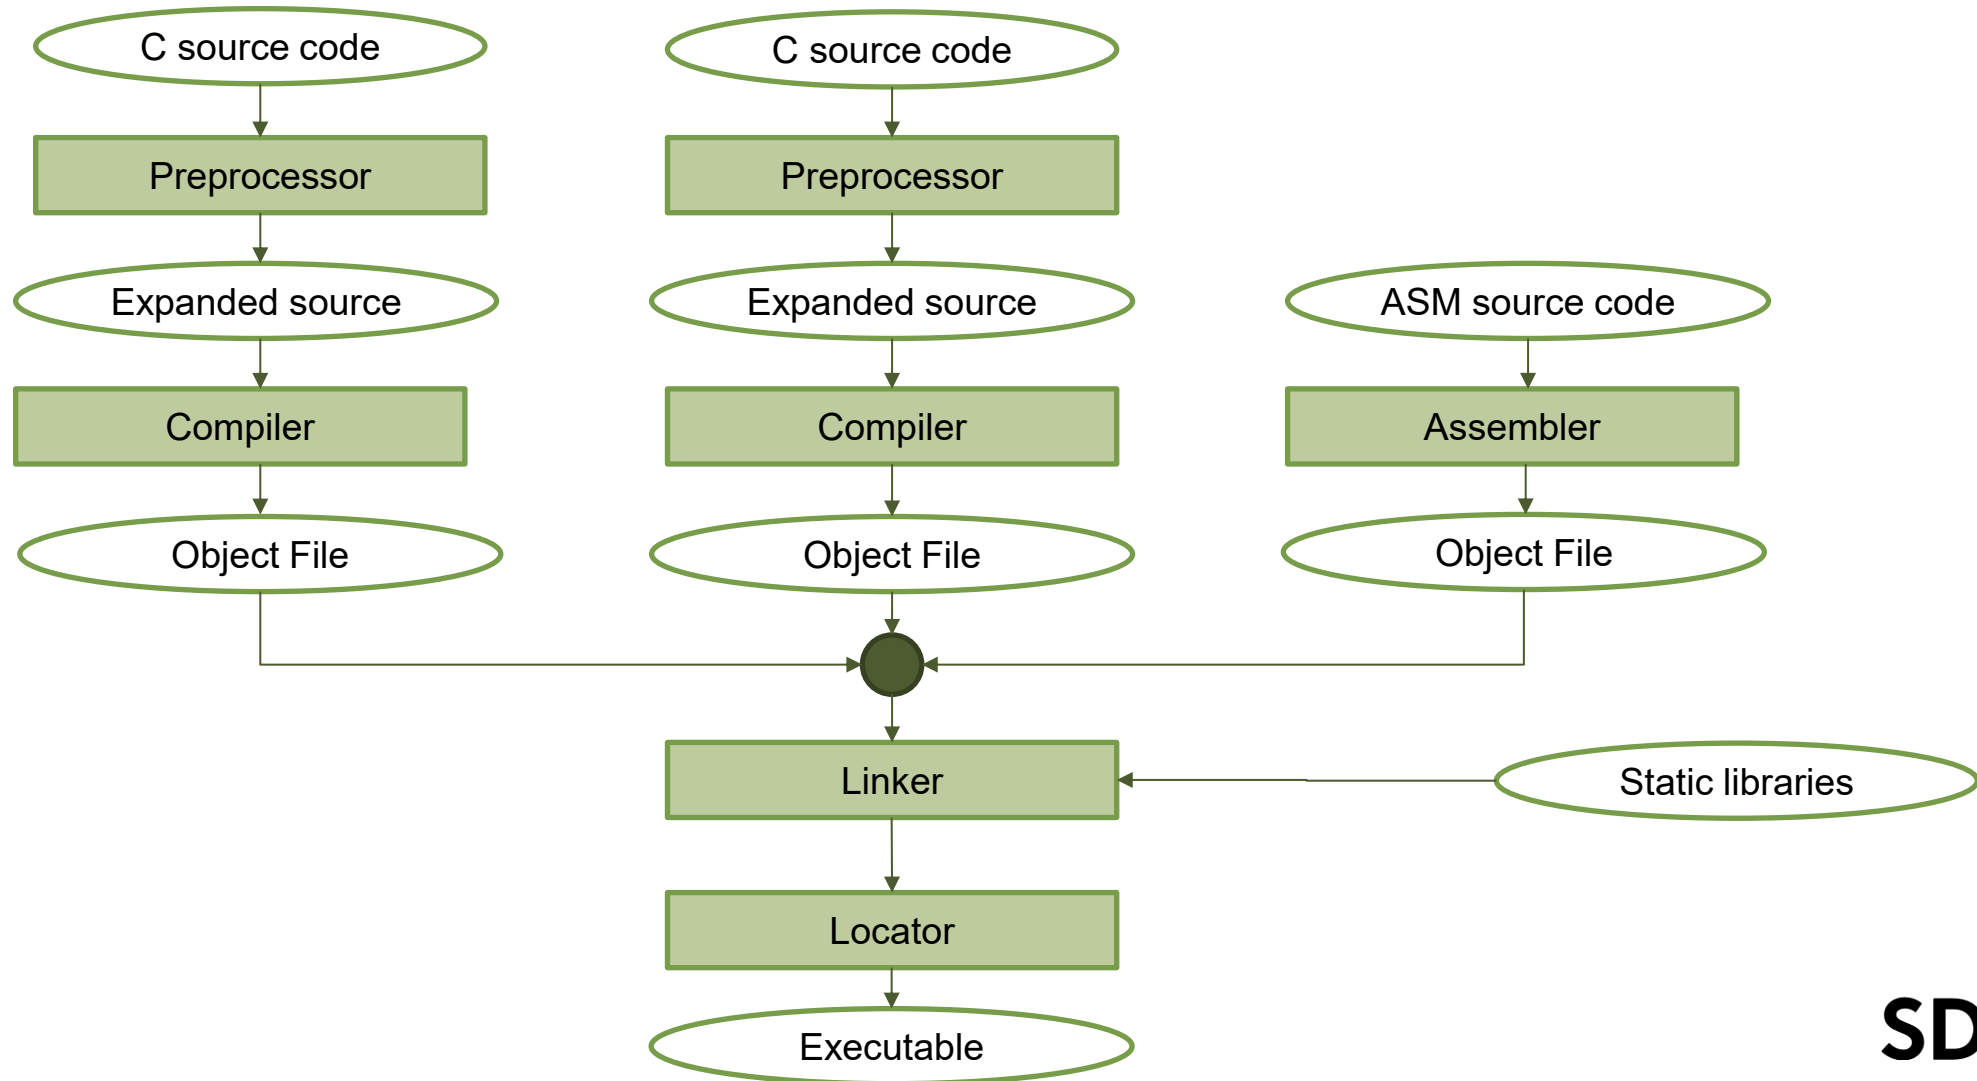 C source code
C source code
Preprocessor
Preprocessor
Expanded source
Expanded source
ASM source code
Compiler
Compiler
Assembler
Object File
Object File
Object File
Linker
Static libraries
Locator
Executable
SD